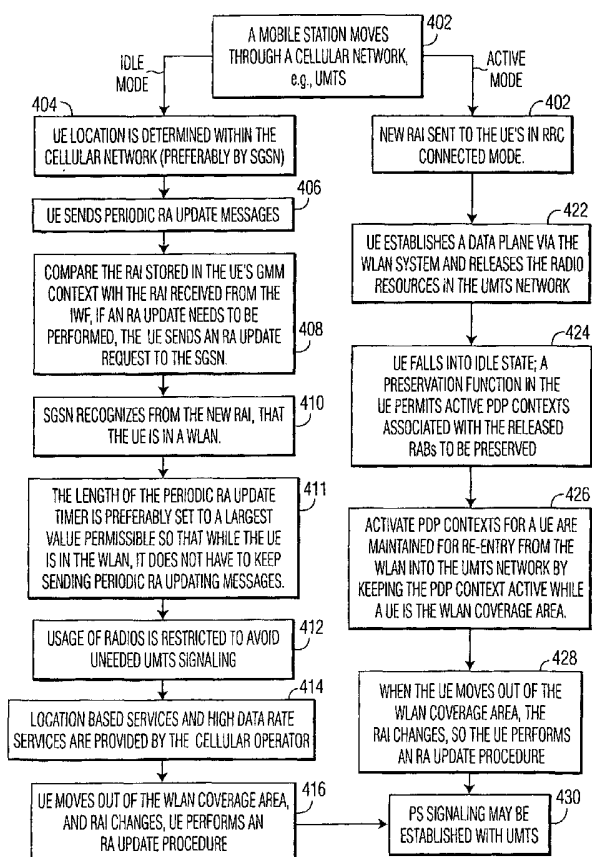 A MOBILE STATION MOVES
THROUGH A CELLULAR NETWORK,
e.g., UMTS
402
IDLE
MODE
ACTIVE
MODE
404
UE LOCATION IS DETERMINED WITHIN THE
CELLULAR NETWORK (PREFERABLY BY SGSN)
406
UE SENDS PERIODIC RA UPDATE MESSAGES
COMPARE THE RAI STORED IN THE UE'S GMM
CONTEXT WIH THE RAI RECEIVED FROM THE
IWF, IF AN RA UPDATE NEEDS TO BE
PERFORMED, THE UE SENDS AN RA UPDATE
REQUEST TO THE SGSN.
408
410
SGSN RECOGNIZES FROM THE NEW RAI, THAT
THE UE IS IN A WLAN.
411
THE LENGTH OF THE PERIODIC RA UPDATE
TIMER IS PREFERABLY SET TO A LARGEST
VALUE PERMISSIBLE SO THAT WHILE THE UE
IS IN THE WLAN, IT DOES NOT HAVE TO KEEP
SENDING PERIODIC RA UPDATING MESSAGES.
USAGE OF RADIOS IS RESTRICTED TO AVOID
UNEEDED UMTS SIGNALING
412
414
LOCATION BASED SERVICES AND HIGH DATA RATE
SERVICES ARE PROVIDED BY THE CELLULAR OPERATOR
UE MOVES OUT OF THE WLAN COVERAGE AREA,
AND RAI CHANGES, UE PERFORMS AN
RA UPDATE PROCEDURE
416
402
NEW RAI SENT TO THE UE'S IN RRC
CONNECTED MODE.
422
UE ESTABLISHES A DATA PLANE VIA THE
WLAN SYSTEM AND RELEASES THE RADIO
RESOURCES IN THE UMTS NETWORK
424
UE FALLS INTO IDLE STATE; A
PRESERVATION FUNCTION IN THE
UE PERMITS ACTIVE PDP CONTEXTS
ASSOCIATED WITH THE RELEASED
RABs TO BE PRESERVED
426
ACTIVATE PDP CONTEXTS FOR A UE ARE
MAINTAINED FOR RE-ENTRY FROM THE
WLAN INTO THE UMTS NETWORK BY
KEEPING THE PDP CONTEXT ACTIVE WHILE
A UE IS THE WLAN COVERAGE AREA.
428
WHEN THE UE MOVES OUT OF THE
WLAN COVERAGE AREA, THE
RAI CHANGES, SO THE UE PERFORMS
AN RA UPDATE PROCEDURE
430
PS SIGNALING MAY BE
ESTABLISHED WITH UMTS